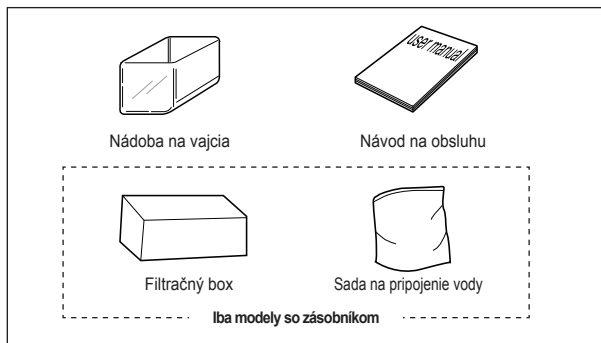 user manual
Nádoba na vajcia
Návod na obsluhu
Filtračný box
Sada na pripojenie vody
Iba modely so zásobníkom